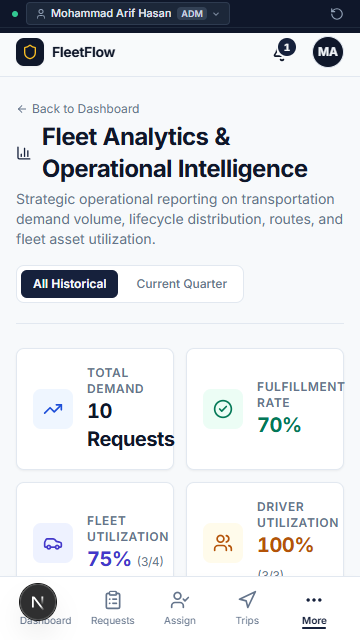 Mohammad Arif Hasan ADM
FleetFlow
1
MA
← Back to Dashboard
Fleet Analytics &
Operational Intelligence
Strategic operational reporting on transportation
demand volume, lifecycle distribution, routes, and
fleet asset utilization.
All Historical Current Quarter
TOTAL
DEMAND
10
Requests
FULFILLMENT
RATE
70%
FLEET
UTILIZATION
75% (3/4)
DRIVER
UTILIZATION
100%
(3/3)
N
Dashboard Requests Assign Trips More